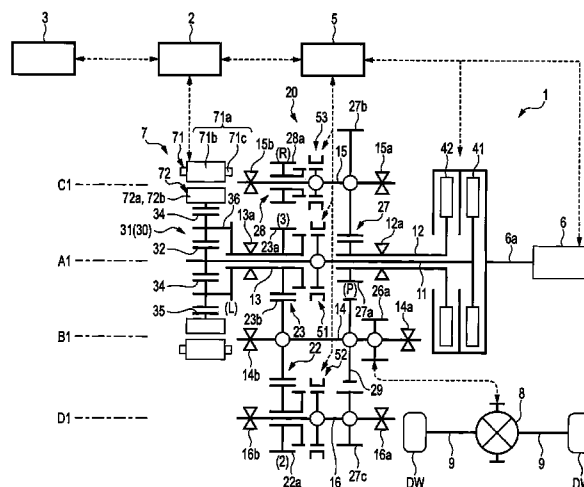 3 2 5 1
20
71a 53 27b
71 71b 71c 28a 42 41
7 15b (R) 15 15a
72
C1
72a, 72b
34 36 28 27 6
13a (3) 12a
31(30) 23a 12 6a
32
A1
11
34 13 (P) 26a
35 (L) 23b 23 51 14 27a 14a
B1
22 52
14b 29 8
D1
16b (2) 16 16a 9 9
22a 27c DW DW